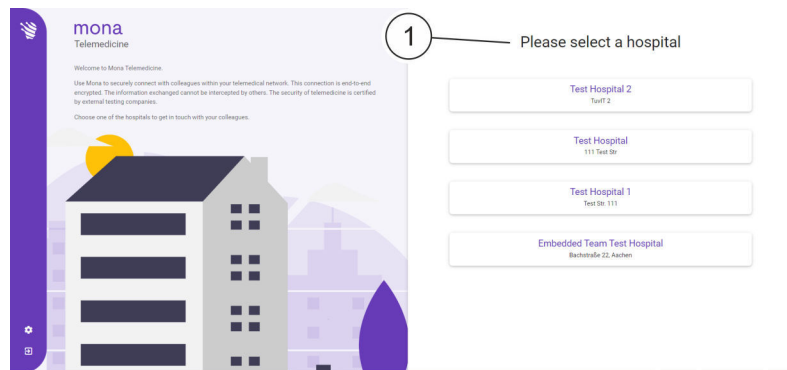 mona
Telemedicine
Welcome to Mona Telemedicine.
Use Mona to securely connect with colleagues within your telemedical network. This connection is end-to-end
encrypted. The information exchanged cannot be intercepted by others. The security of telemedicine is certified
by external testing companies.
Choose one of the hospitals to get in touch with your colleagues.
1
Please select a hospital
Test Hospital 2
TuvIT 2
Test Hospital
111 Test Str
Test Hospital 1
Test Str. 111
Embedded Team Test Hospital
Bachstraße 22, Aachen